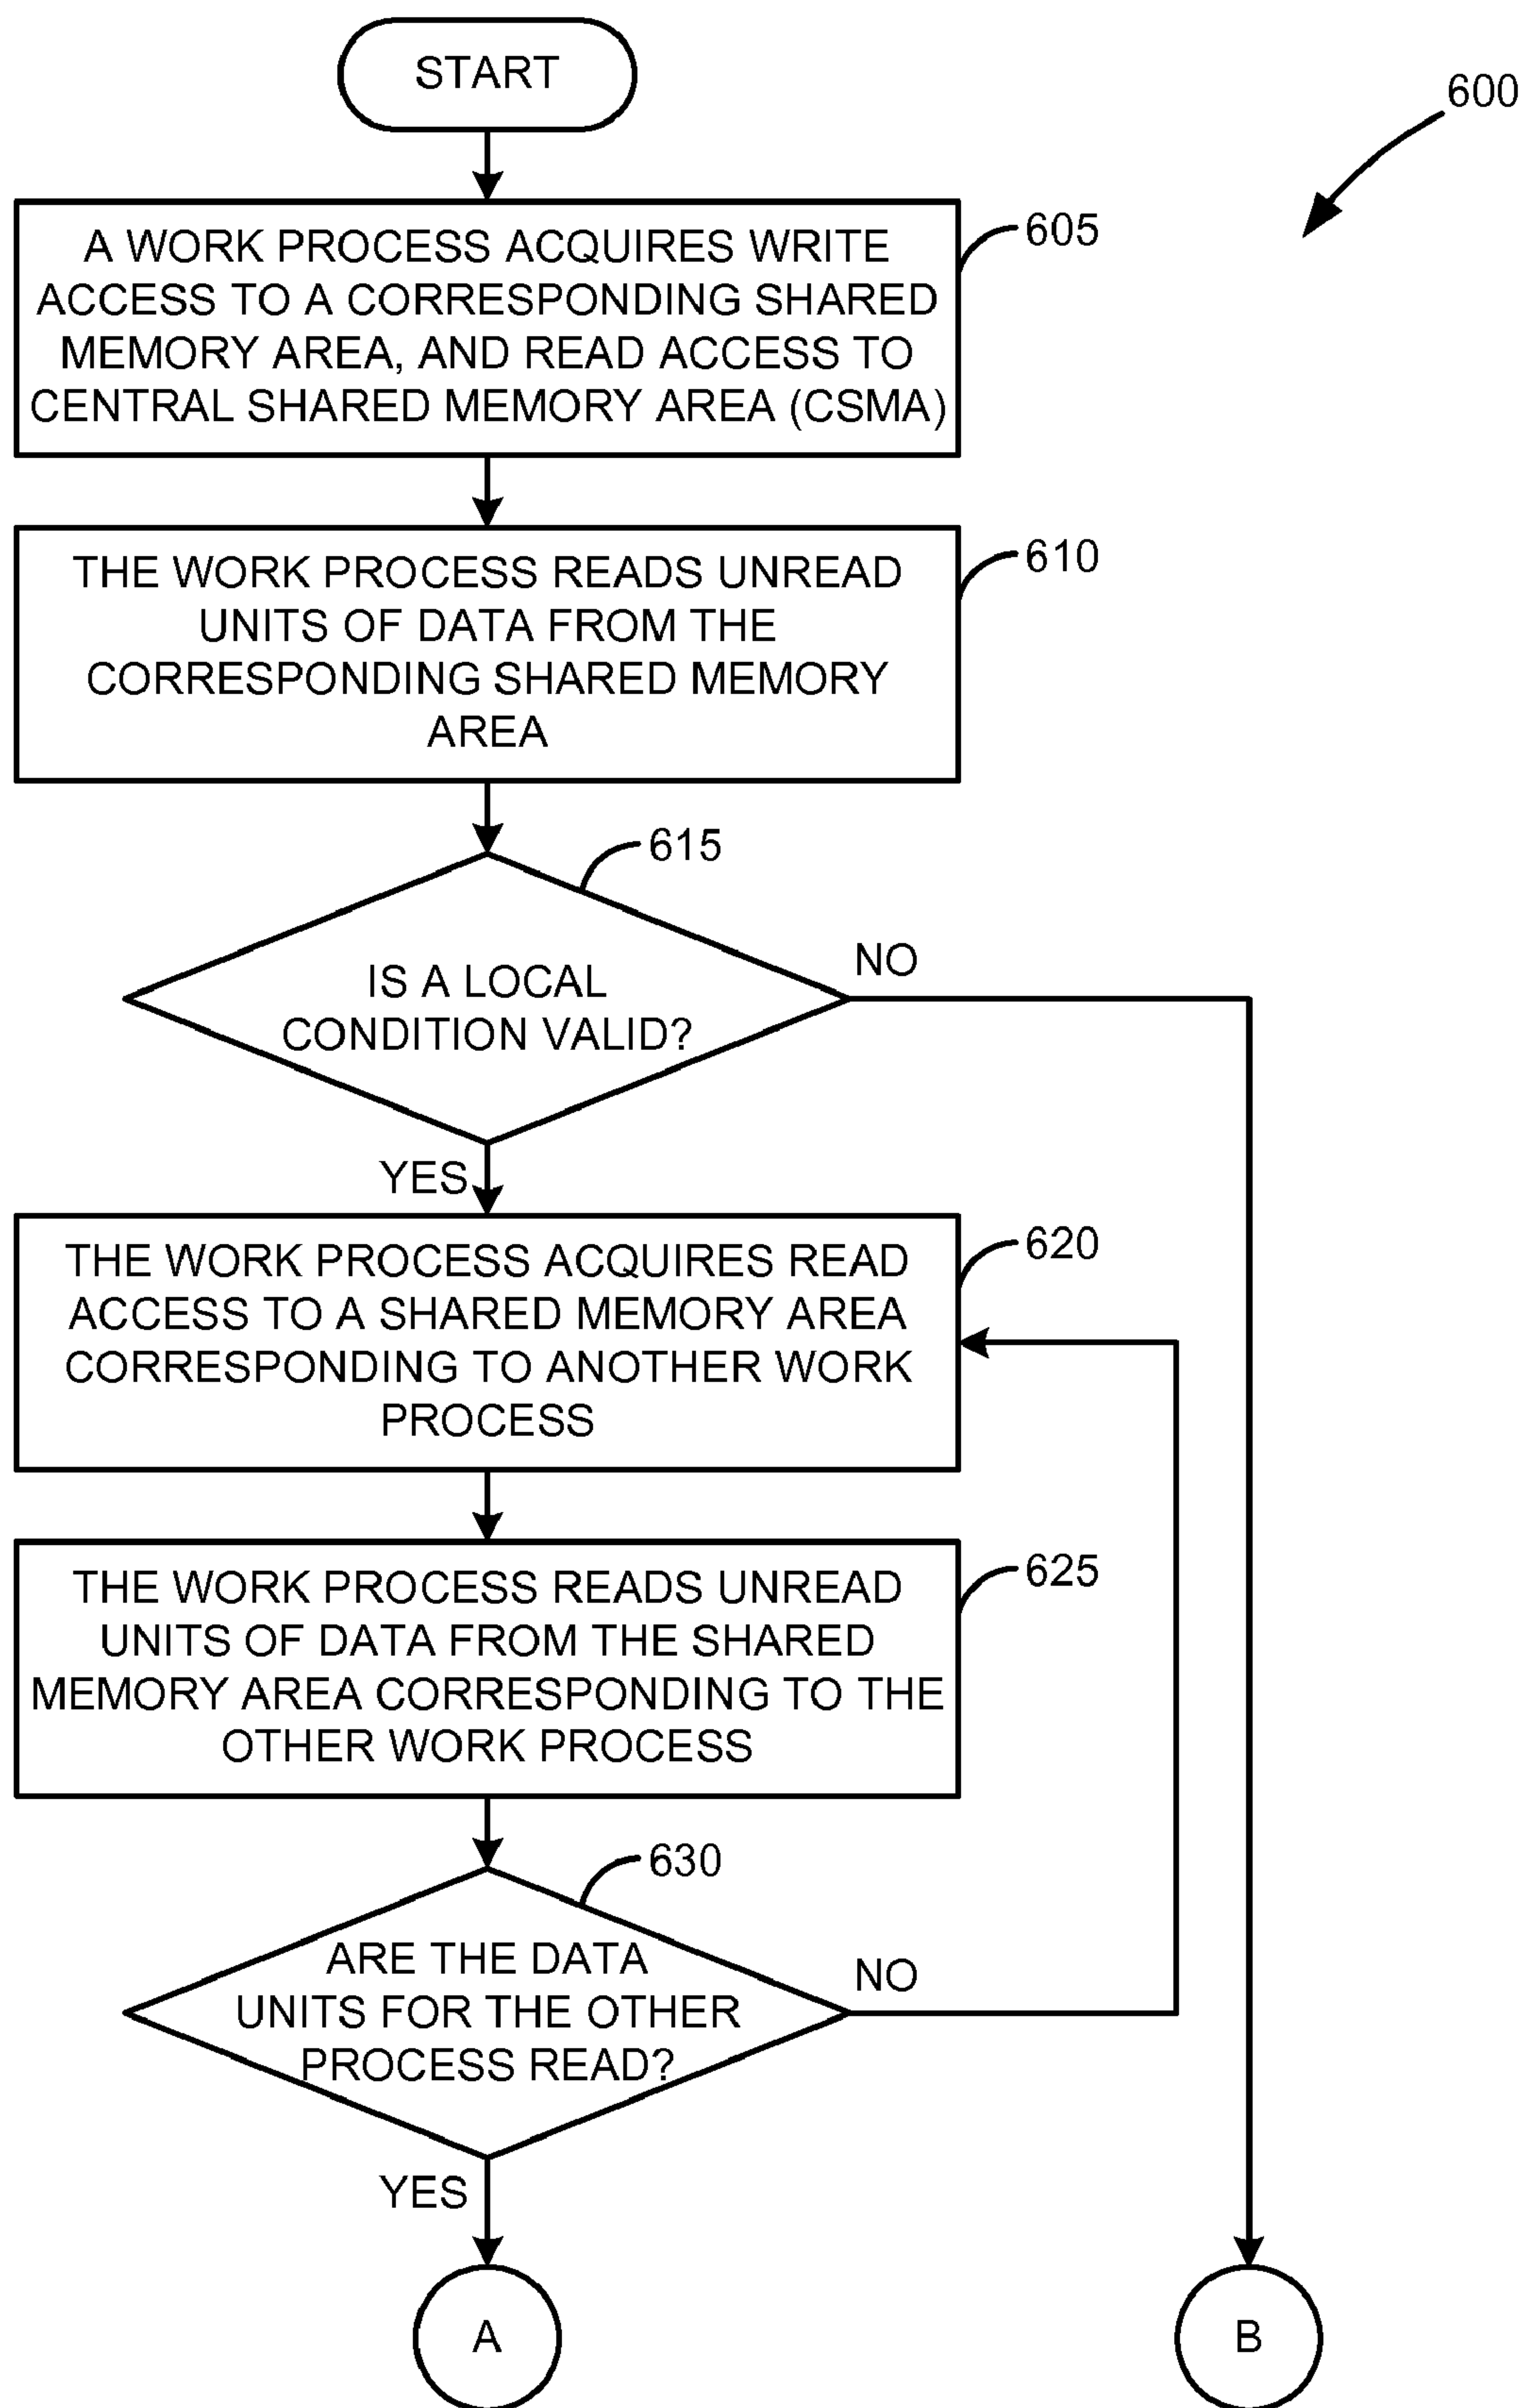 START
600
A WORK PROCESS ACQUIRES WRITE
ACCESS TO A CORRESPONDING SHARED
MEMORY AREA, AND READ ACCESS TO
CENTRAL SHARED MEMORY AREA (CSMA)
605
THE WORK PROCESS READS UNREAD
UNITS OF DATA FROM THE
CORRESPONDING SHARED MEMORY
AREA
610
615
IS A LOCAL
CONDITION VALID?
NO
YES
THE WORK PROCESS ACQUIRES READ
ACCESS TO A SHARED MEMORY AREA
CORRESPONDING TO ANOTHER WORK
PROCESS
620
THE WORK PROCESS READS UNREAD
UNITS OF DATA FROM THE SHARED
MEMORY AREA CORRESPONDING TO THE
OTHER WORK PROCESS
625
630
ARE THE DATA
UNITS FOR THE OTHER
PROCESS READ?
NO
YES
A
B